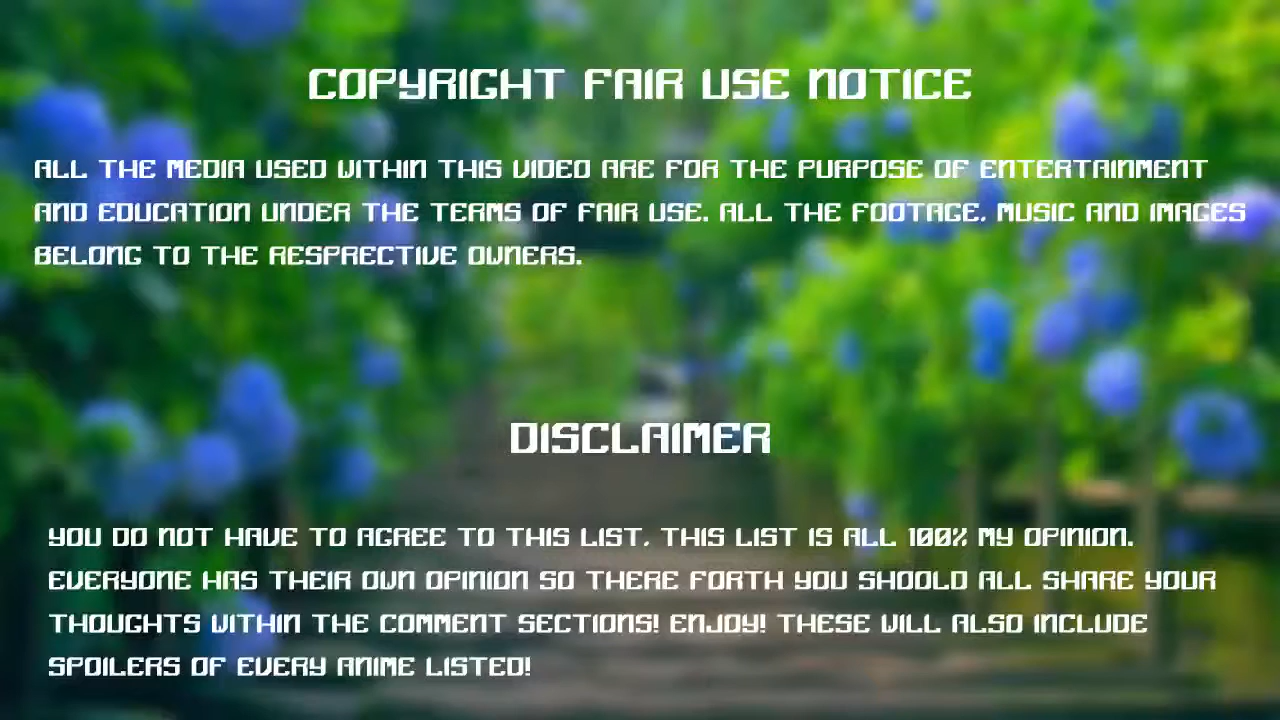 COPYRIGHT FAIR USE NOTICE
ALL THE MEDIA USED WITHIN THIS VIDEO ARE FOR THE PURPOSE OF ENTERTAINMENT
AND EDUCATION UNDER THE TERMS OF FAIR USE. ALL THE FOOTAGE, MUSIC AND IMAGES
BELONG TO THE RESPRECTIVE OWNERS.
DISCLAIMER
YOU DO NOT HAVE TO AGREE TO THIS LIST, THIS LIST IS ALL 100% MY OPINION.
EVERYONE HAS THEIR OWN OPINION SO THERE FORTH YOU SHOOLD ALL SHARE YOUR
THOUGHTS WITHIN THE COMMENT SECTIONS! ENJOY! THESE WILL ALSO INCLUDE
SPOILERS OF EVERY ANIME LISTED!